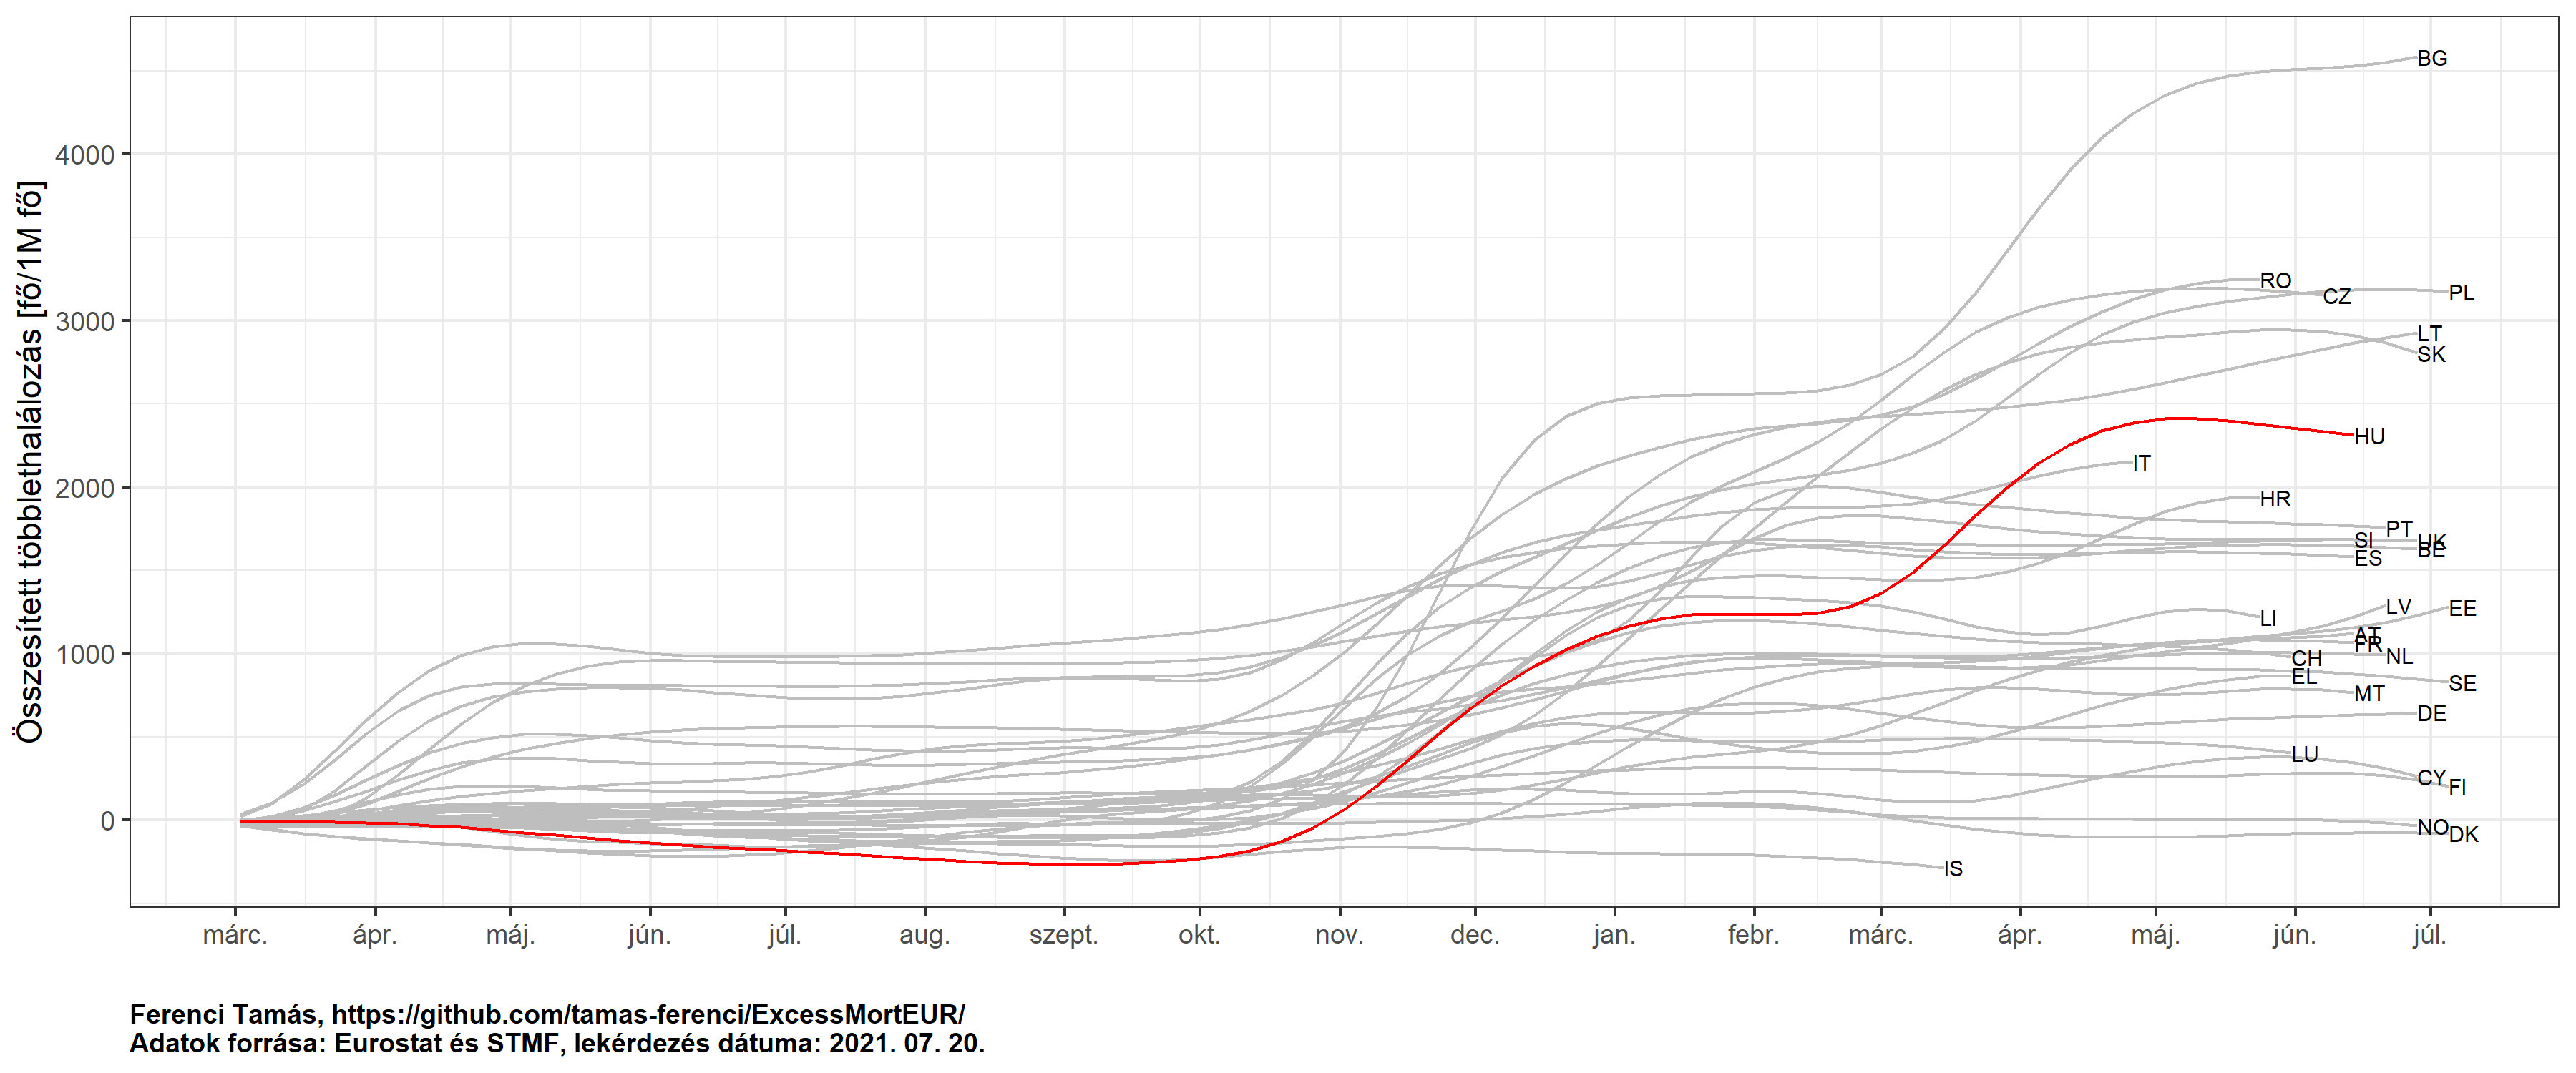 Összesített többlethalálozás [fő/1M fő]
4000
3000
2000
1000
0
BG
RO
CZ
PL
LT
SK
HU
IT
HR
PT
SI
UK
BE
ES
LI
LV
EE
AT
FR
CH
NL
EL
SE
MT
DE
LU
CY
FI
NO
DK
IS
márc.
ápr.
máj.
jún.
júl.
aug.
szept.
okt.
nov.
dec.
jan.
febr.
márc.
ápr.
máj.
jún.
júl.
Ferenci Tamás, https://github.com/tamas-ferenci/ExcessMortEUR/
Adatok forrása: Eurostat és STMF, lekérdezés dátuma: 2021. 07. 20.